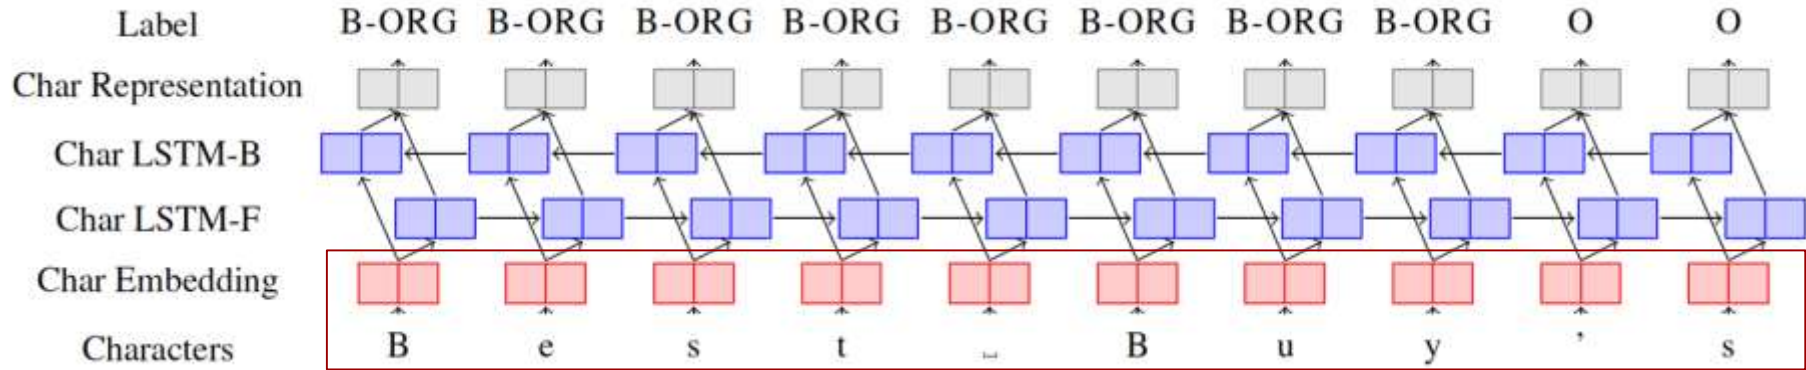 Label B-ORG B-ORG B-ORG B-ORG B-ORG B-ORG B-ORG B-ORG O O
Char Representation
Char LSTM-B
Char LSTM-F
Char Embedding
Characters B e s t ␣ B u y ’ s